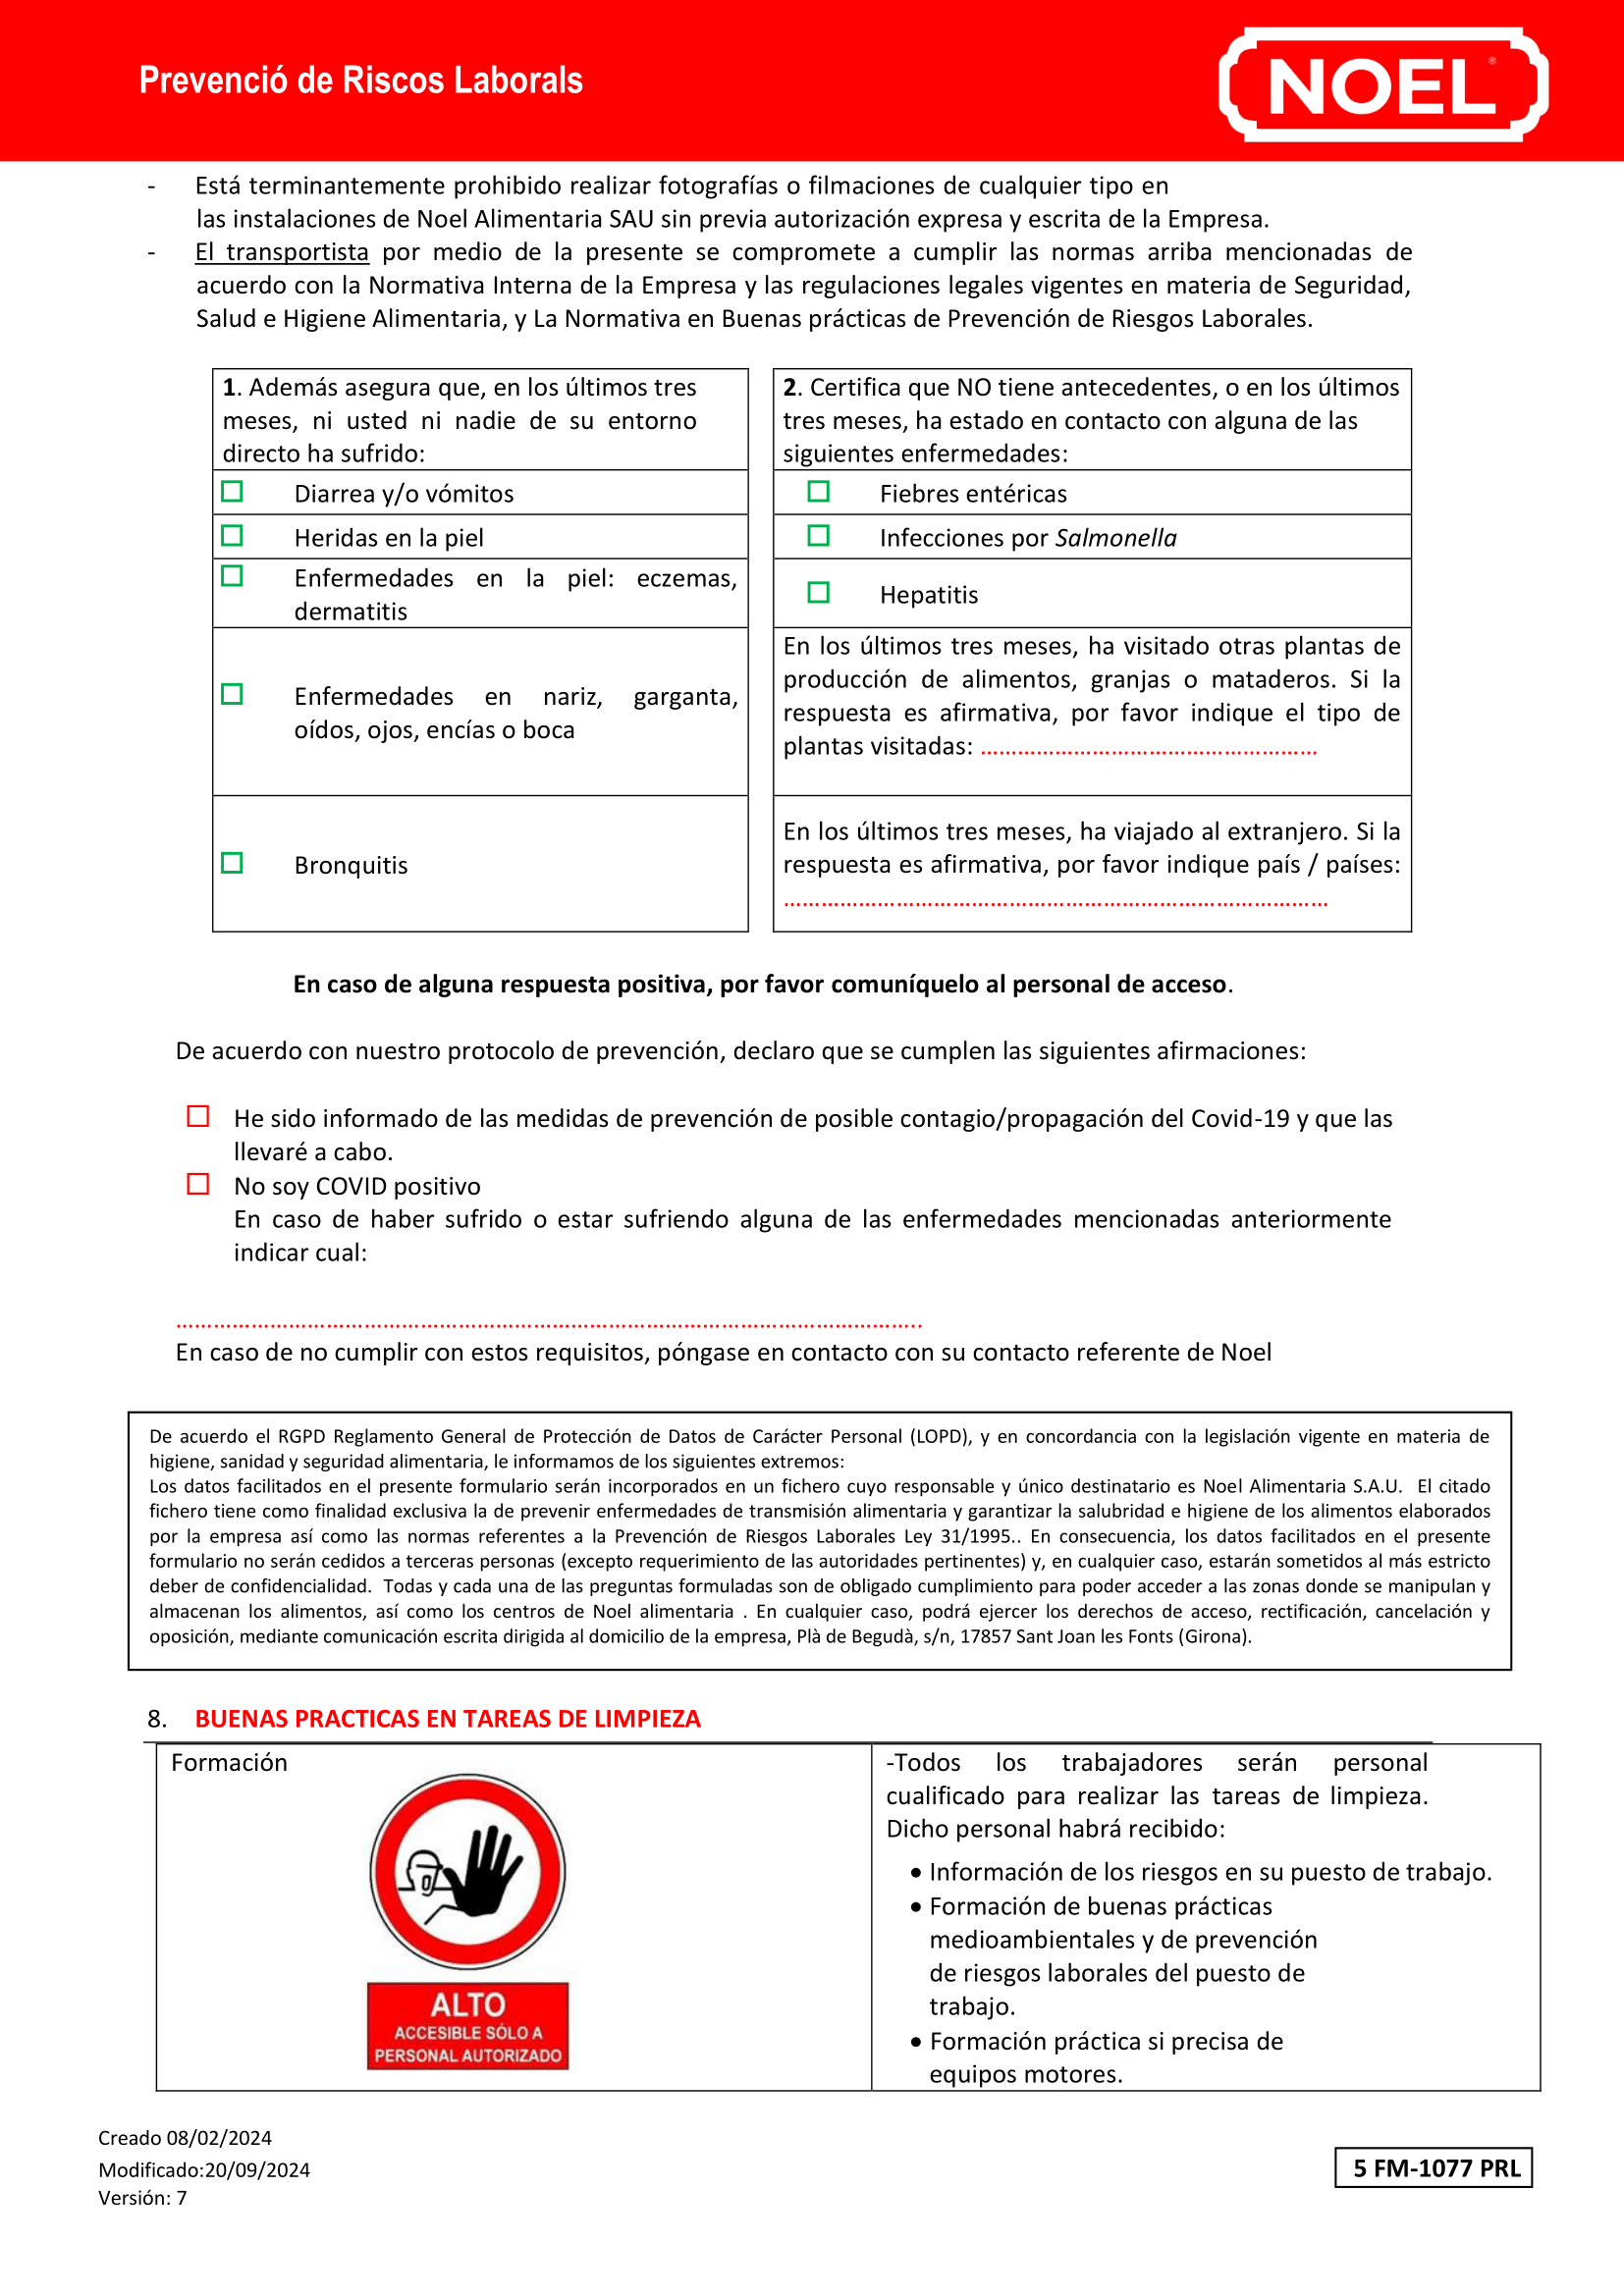 Prevenció de Riscos Laborals
NOEL
®
- Está terminantemente prohibido realizar fotografías o filmaciones de cualquier tipo en
las instalaciones de Noel Alimentaria SAU sin previa autorización expresa y escrita de la Empresa.
- El transportista por medio de la presente se compromete a cumplir las normas arriba mencionadas de
acuerdo con la Normativa Interna de la Empresa y las regulaciones legales vigentes en materia de Seguridad,
Salud e Higiene Alimentaria, y La Normativa en Buenas prácticas de Prevención de Riesgos Laborales.
1. Además asegura que, en los últimos tres
meses, ni usted ni nadie de su entorno
directo ha sufrido:
☐ Diarrea y/o vómitos
☐ Heridas en la piel
☐ Enfermedades en la piel: eczemas,
dermatitis
☐ Enfermedades en nariz, garganta,
oídos, ojos, encías o boca
☐ Bronquitis
2. Certifica que NO tiene antecedentes, o en los últimos
tres meses, ha estado en contacto con alguna de las
siguientes enfermedades:
☐ Fiebres entéricas
☐ Infecciones por Salmonella
☐ Hepatitis
En los últimos tres meses, ha visitado otras plantas de
producción de alimentos, granjas o mataderos. Si la
respuesta es afirmativa, por favor indique el tipo de
plantas visitadas: ………………………………………………
En los últimos tres meses, ha viajado al extranjero. Si la
respuesta es afirmativa, por favor indique país / países:
……………………………………………………………………………
En caso de alguna respuesta positiva, por favor comuníquelo al personal de acceso.
De acuerdo con nuestro protocolo de prevención, declaro que se cumplen las siguientes afirmaciones:
☐ He sido informado de las medidas de prevención de posible contagio/propagación del Covid-19 y que las
llevaré a cabo.
☐ No soy COVID positivo
En caso de haber sufrido o estar sufriendo alguna de las enfermedades mencionadas anteriormente
indicar cual:
………………………………………………………………………………………………………..
En caso de no cumplir con estos requisitos, póngase en contacto con su contacto referente de Noel
De acuerdo el RGPD Reglamento General de Protección de Datos de Carácter Personal (LOPD), y en concordancia con la legislación vigente en materia de
higiene, sanidad y seguridad alimentaria, le informamos de los siguientes extremos:
Los datos facilitados en el presente formulario serán incorporados en un fichero cuyo responsable y único destinatario es Noel Alimentaria S.A.U. El citado
fichero tiene como finalidad exclusiva la de prevenir enfermedades de transmisión alimentaria y garantizar la salubridad e higiene de los alimentos elaborados
por la empresa así como las normas referentes a la Prevención de Riesgos Laborales Ley 31/1995.. En consecuencia, los datos facilitados en el presente
formulario no serán cedidos a terceras personas (excepto requerimiento de las autoridades pertinentes) y, en cualquier caso, estarán sometidos al más estricto
deber de confidencialidad. Todas y cada una de las preguntas formuladas son de obligado cumplimiento para poder acceder a las zonas donde se manipulan y
almacenan los alimentos, así como los centros de Noel alimentaria . En cualquier caso, podrá ejercer los derechos de acceso, rectificación, cancelación y
oposición, mediante comunicación escrita dirigida al domicilio de la empresa, Plà de Begudà, s/n, 17857 Sant Joan les Fonts (Girona).
8. BUENAS PRACTICAS EN TAREAS DE LIMPIEZA
Formación
ALTO
ACCESIBLE SÓLO A
PERSONAL AUTORIZADO
-Todos los trabajadores serán personal
cualificado para realizar las tareas de limpieza.
Dicho personal habrá recibido:
• Información de los riesgos en su puesto de trabajo.
• Formación de buenas prácticas
medioambientales y de prevención
de riesgos laborales del puesto de
trabajo.
• Formación práctica si precisa de
equipos motores.
Creado 08/02/2024
Modificado:20/09/2024
Versión: 7
5 FM-1077 PRL